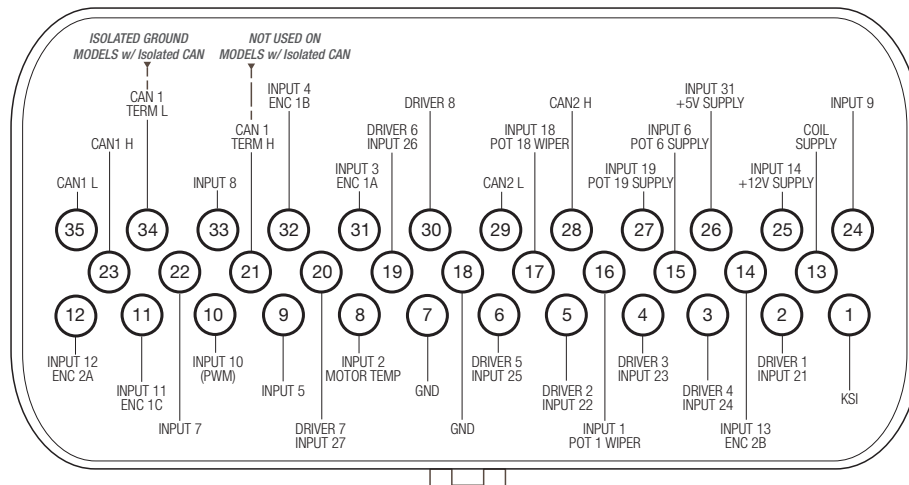 ISOLATED GROUND
MODELS w/ Isolated CAN
NOT USED ON
MODELS w/ Isolated CAN
CAN1 L
CAN1 H
CAN 1
TERM L
INPUT 8
CAN 1
TERM H
INPUT 4
ENC 1B
INPUT 3
ENC 1A
DRIVER 6
INPUT 26
DRIVER 8
CAN2 L
INPUT 18
POT 18 WIPER
CAN2 H
INPUT 19
POT 19 SUPPLY
INPUT 6
POT 6 SUPPLY
INPUT 31
+5V SUPPLY
INPUT 14
+12V SUPPLY
COIL
SUPPLY
INPUT 9
35 34 33 32 31 30 29 28 27 26 25 24
23 22 21 20 19 18 17 16 15 14 13
12 11 10 9 8 7 6 5 4 3 2 1
INPUT 12
ENC 2A
INPUT 11
ENC 1C
INPUT 7
INPUT 10
(PWM)
INPUT 5
DRIVER 7
INPUT 27
INPUT 2
MOTOR TEMP
GND
GND
DRIVER 5
INPUT 25
DRIVER 2
INPUT 22
INPUT 1
POT 1 WIPER
DRIVER 3
INPUT 23
DRIVER 4
INPUT 24
INPUT 13
ENC 2B
DRIVER 1
INPUT 21
KSI